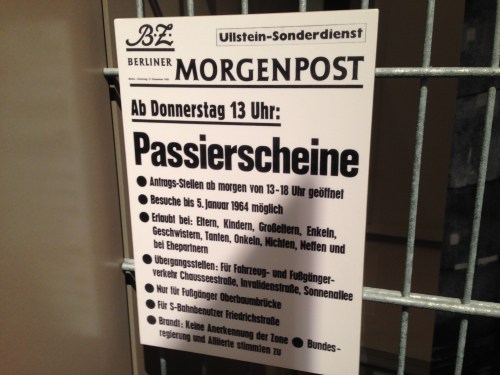 B·Z·
Ullstein-Sonderdienst
BERLINER MORGENPOST
Ab Donnerstag 13 Uhr:
Passierscheine
● Antrags-Stellen ab morgen von 13-18 Uhr geöffnet
● Besuche bis 5. Januar 1964 möglich
● Erlaubt bei: Eltern, Kindern, Großeltern, Enkeln,
Geschwistern, Tanten, Onkeln, Nichten, Neffen und
bei Ehepartnern
● Übergangsstellen: Für Fahrzeug- und Fußgänger-
verkehr Chausseestraße, Invalidenstraße, Sonnenallee
● Nur für Fußgänger Oberbaumbrücke
● Für S-Bahnbenutzer Friedrichstraße
● Brandt: Keine Anerkennung der Zone ● Bundes-
regierung und Alliierte stimmten zu